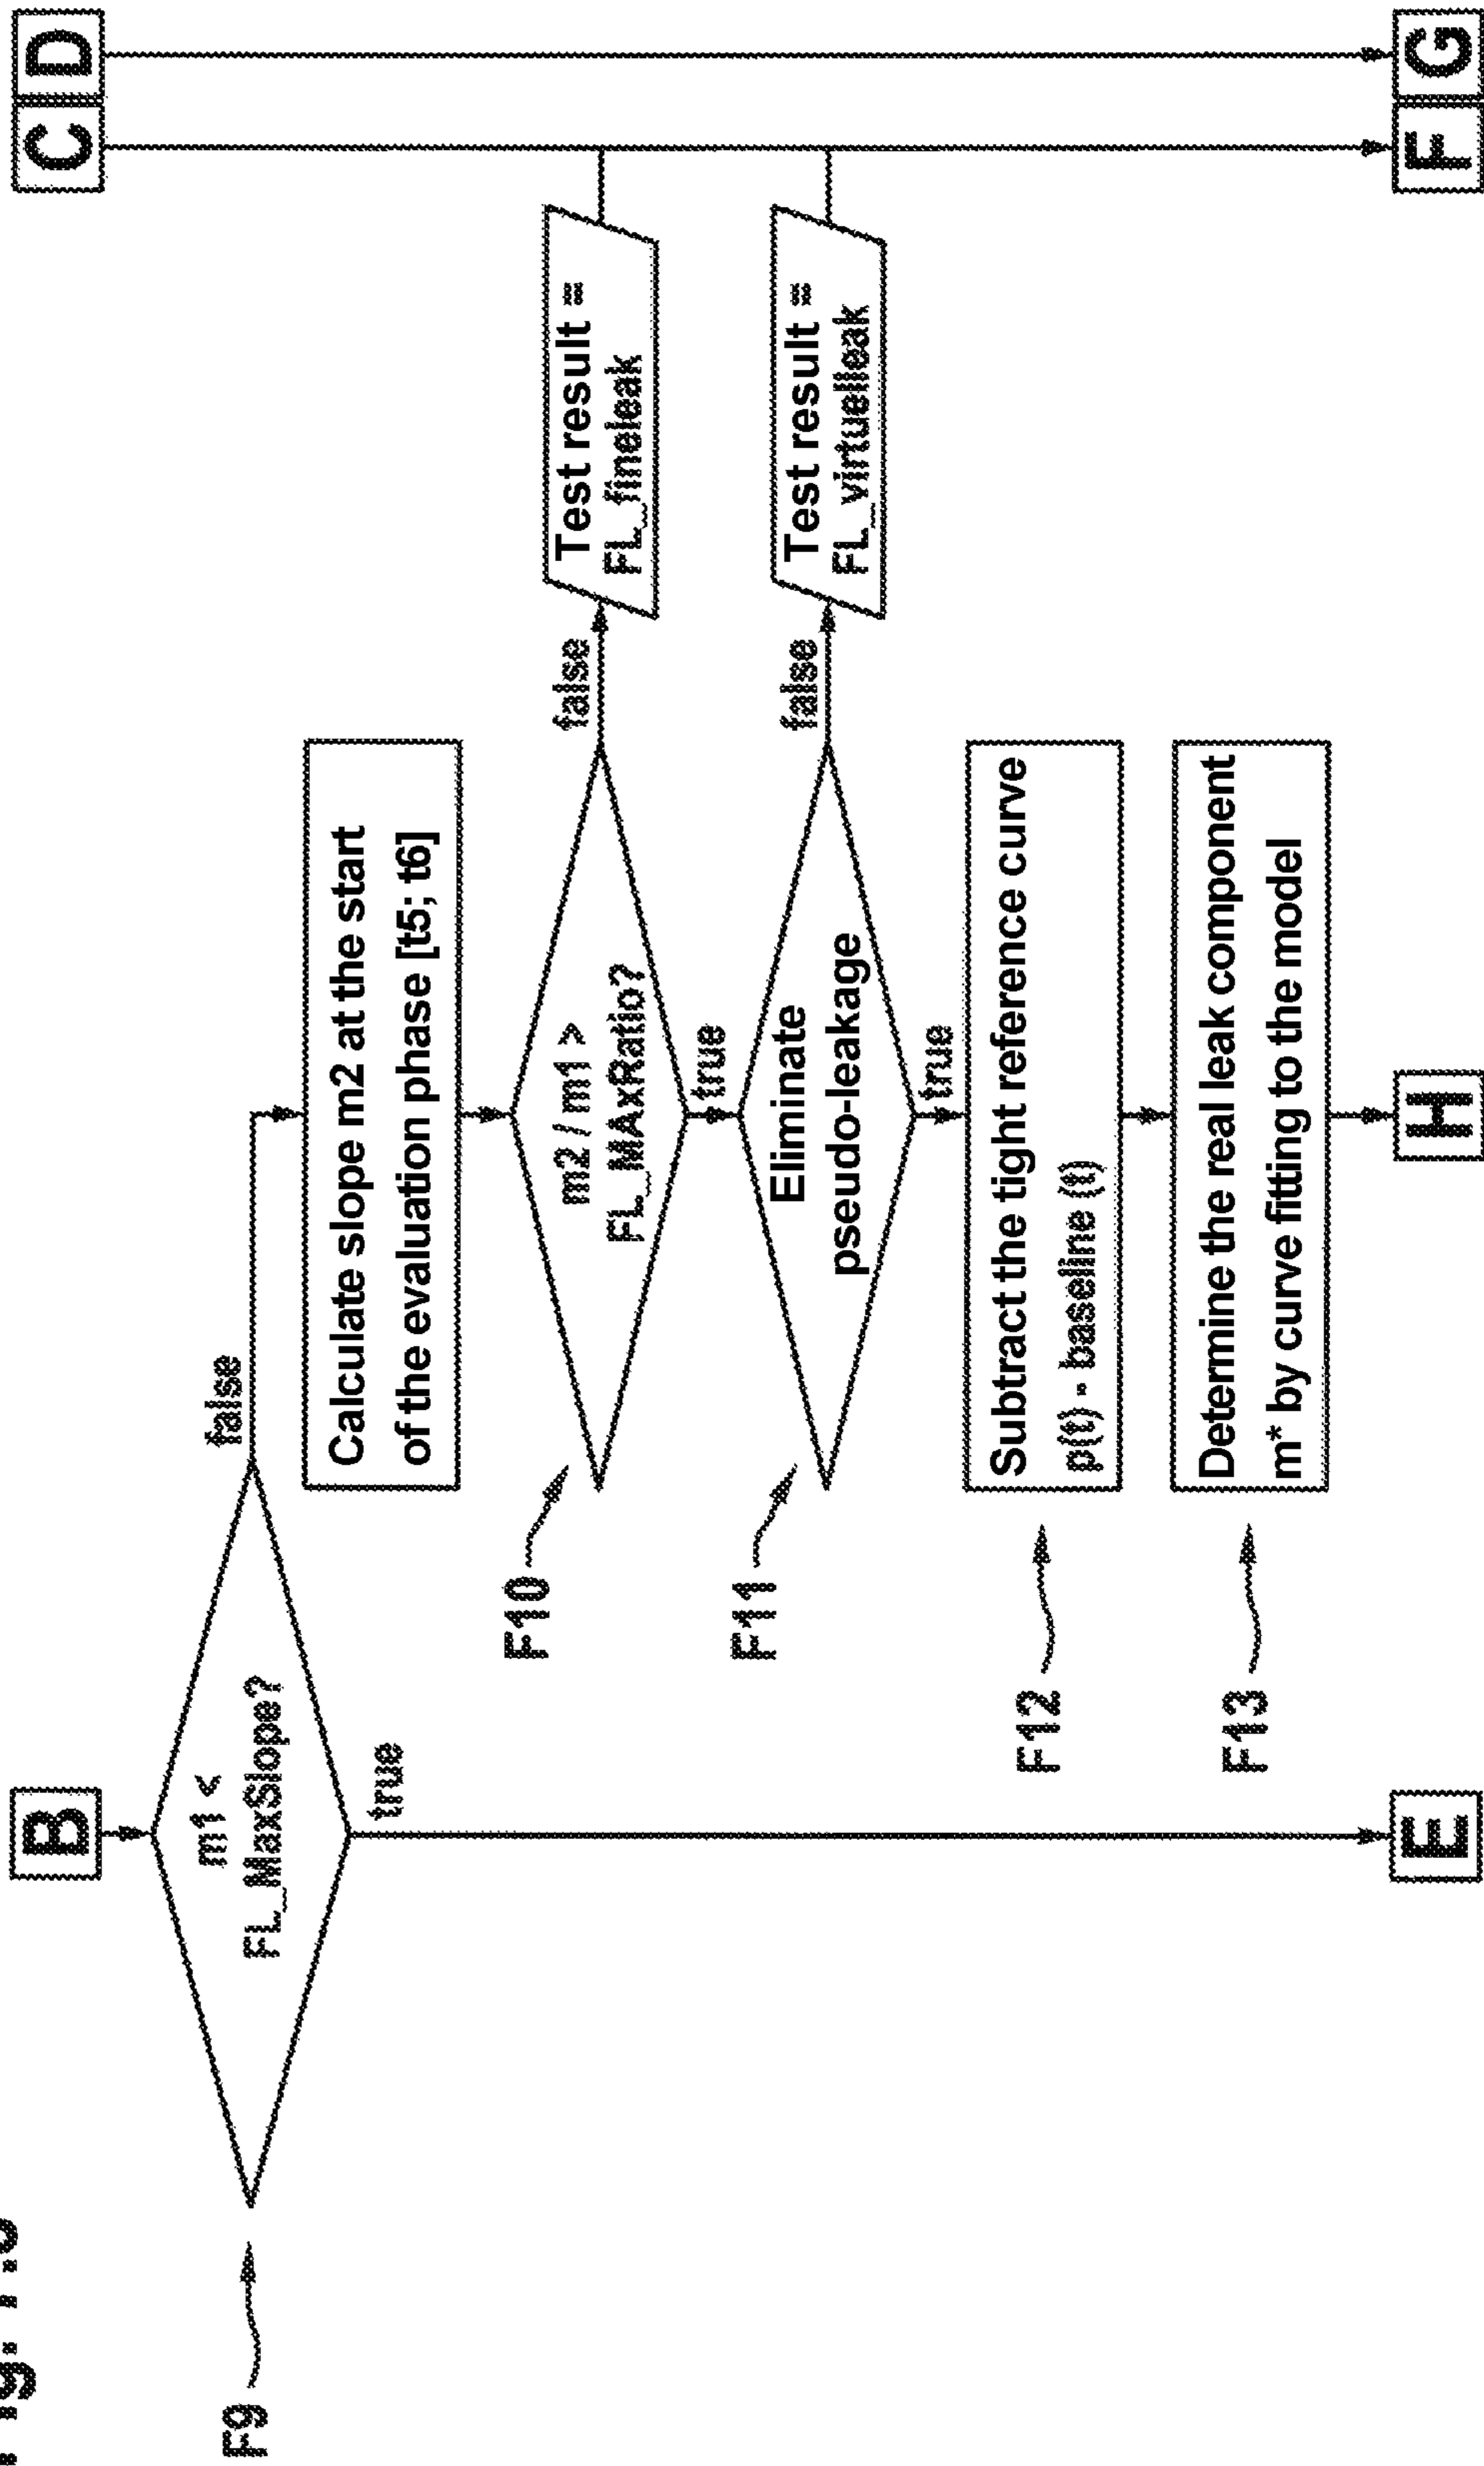 B
C
D
F9
m1 <
FL_MaxSlope?
false
true
Calculate slope m2 at the start
of the evaluation phase [t5; t6]
F10
m2 / m1 >
FL_MAxRatio?
false
Test result =
FL_fineleak
true
F11
Eliminate
pseudo-leakage
false
Test result =
FL_virtuelleak
true
F12
Subtract the tight reference curve
p(t) - baseline (t)
F13
Determine the real leak component
m* by curve fitting to the model
E
H
F
G